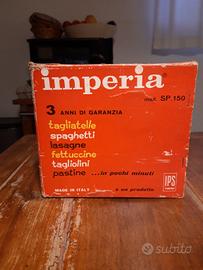 imperia
mod. SP.150
3 ANNI DI GARANZIA
tagliatelle
spaghetti
lasagne
fettuccine
tagliolini
pastine ...in pochi minuti
MADE IN ITALY
è un prodotto
IPS
subito